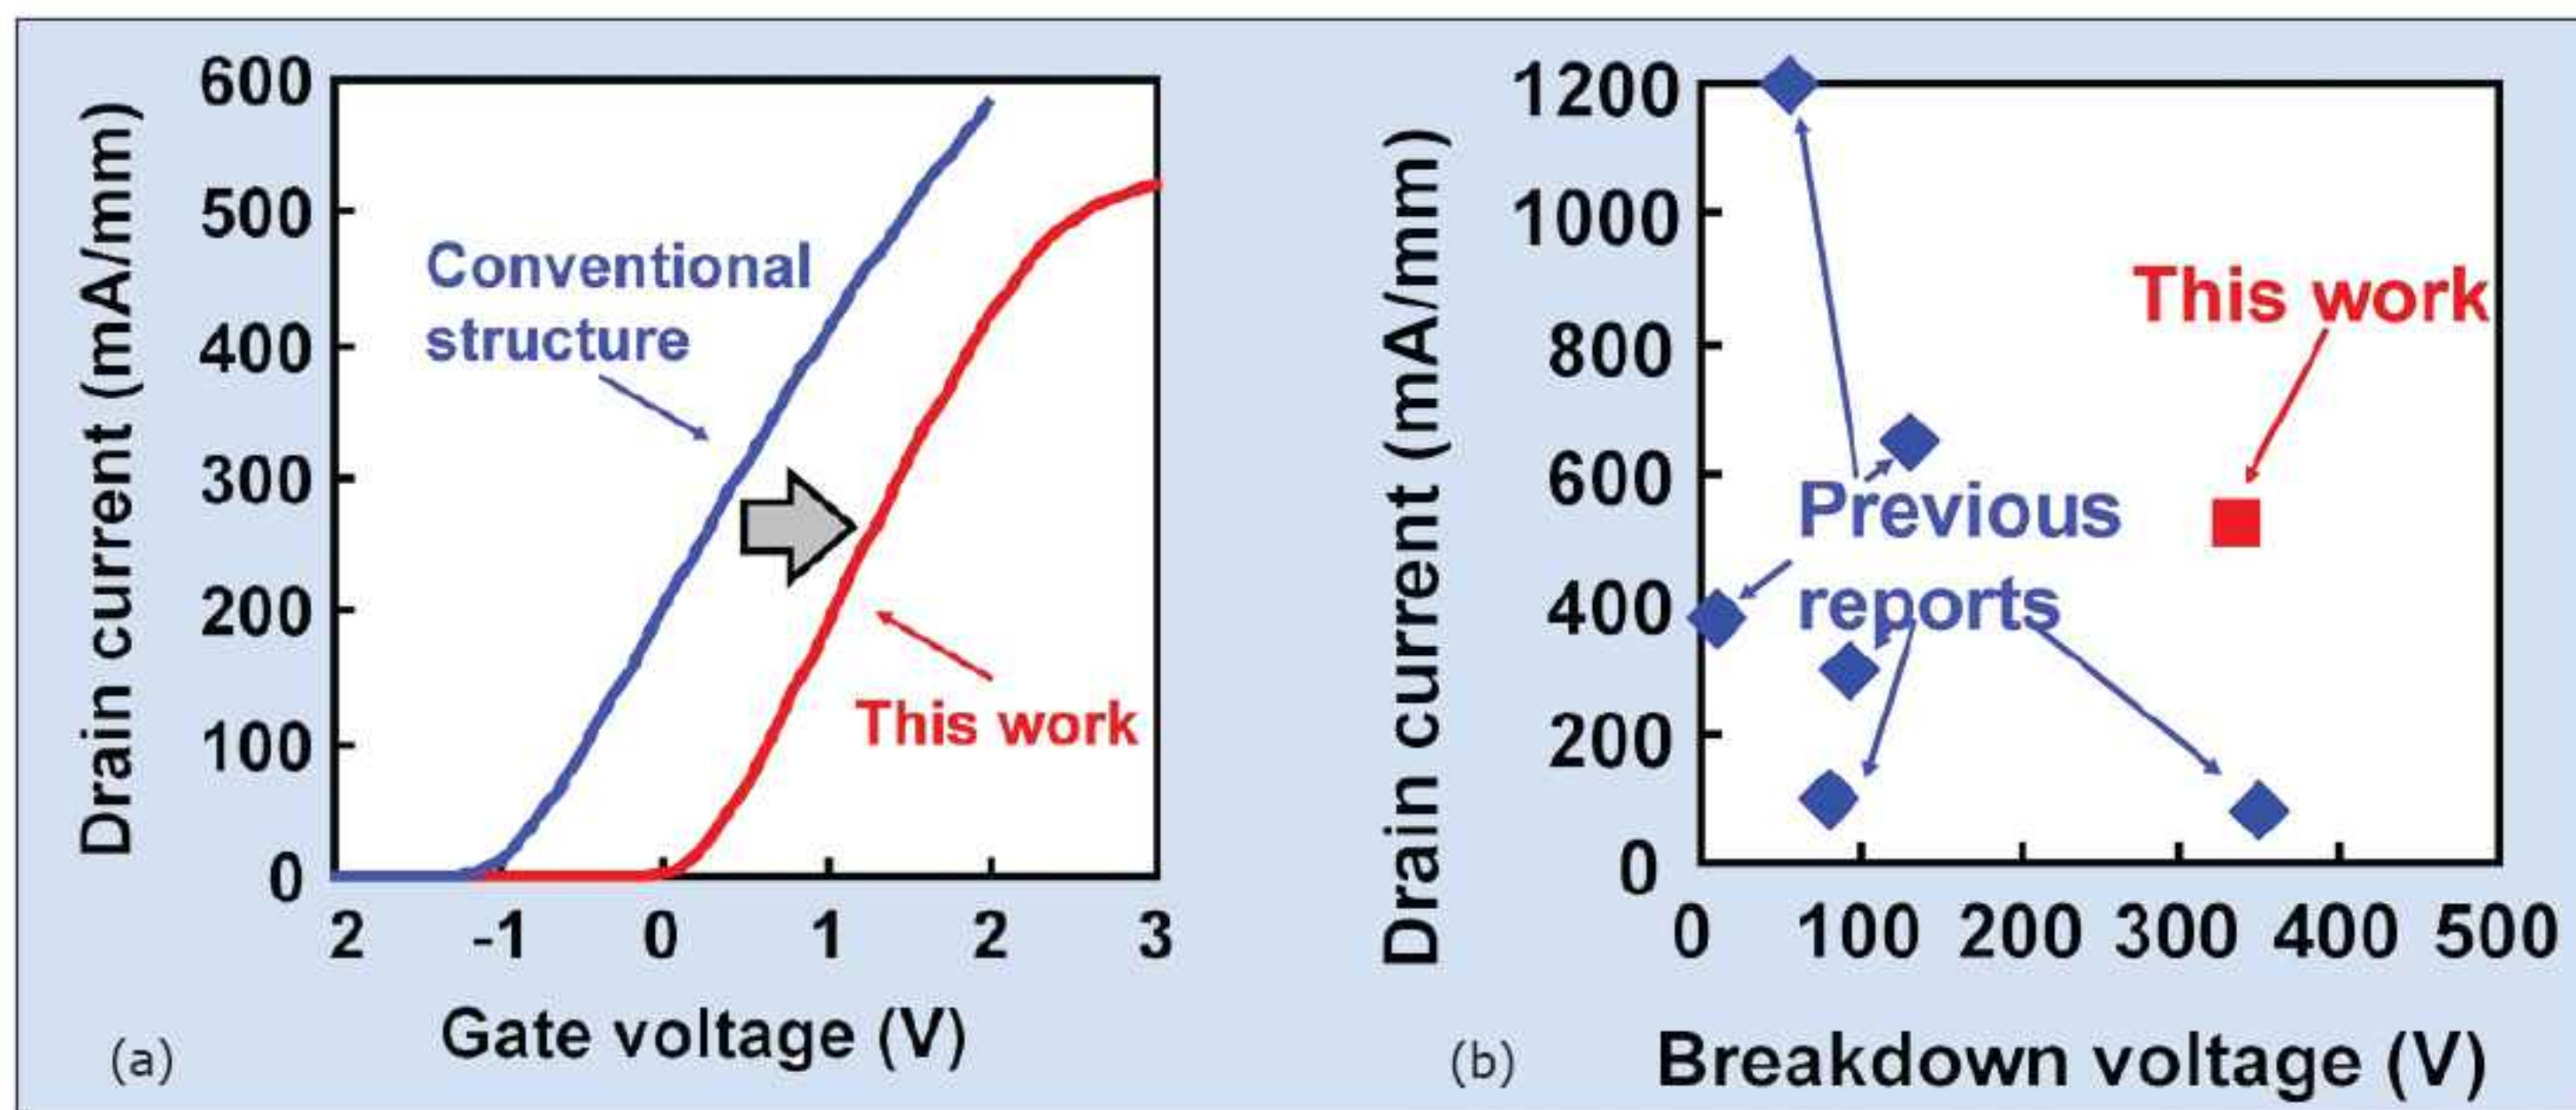 Drain current (mA/mm)
600
500
400
300
200
100
0
Conventional
structure
This work
2 -1 0 1 2 3
Gate voltage (V)
(a)
Drain current (mA/mm)
1200
1000
800
600
400
200
0
This work
Previous
reports
0 100 200 300 400 500
Breakdown voltage (V)
(b)